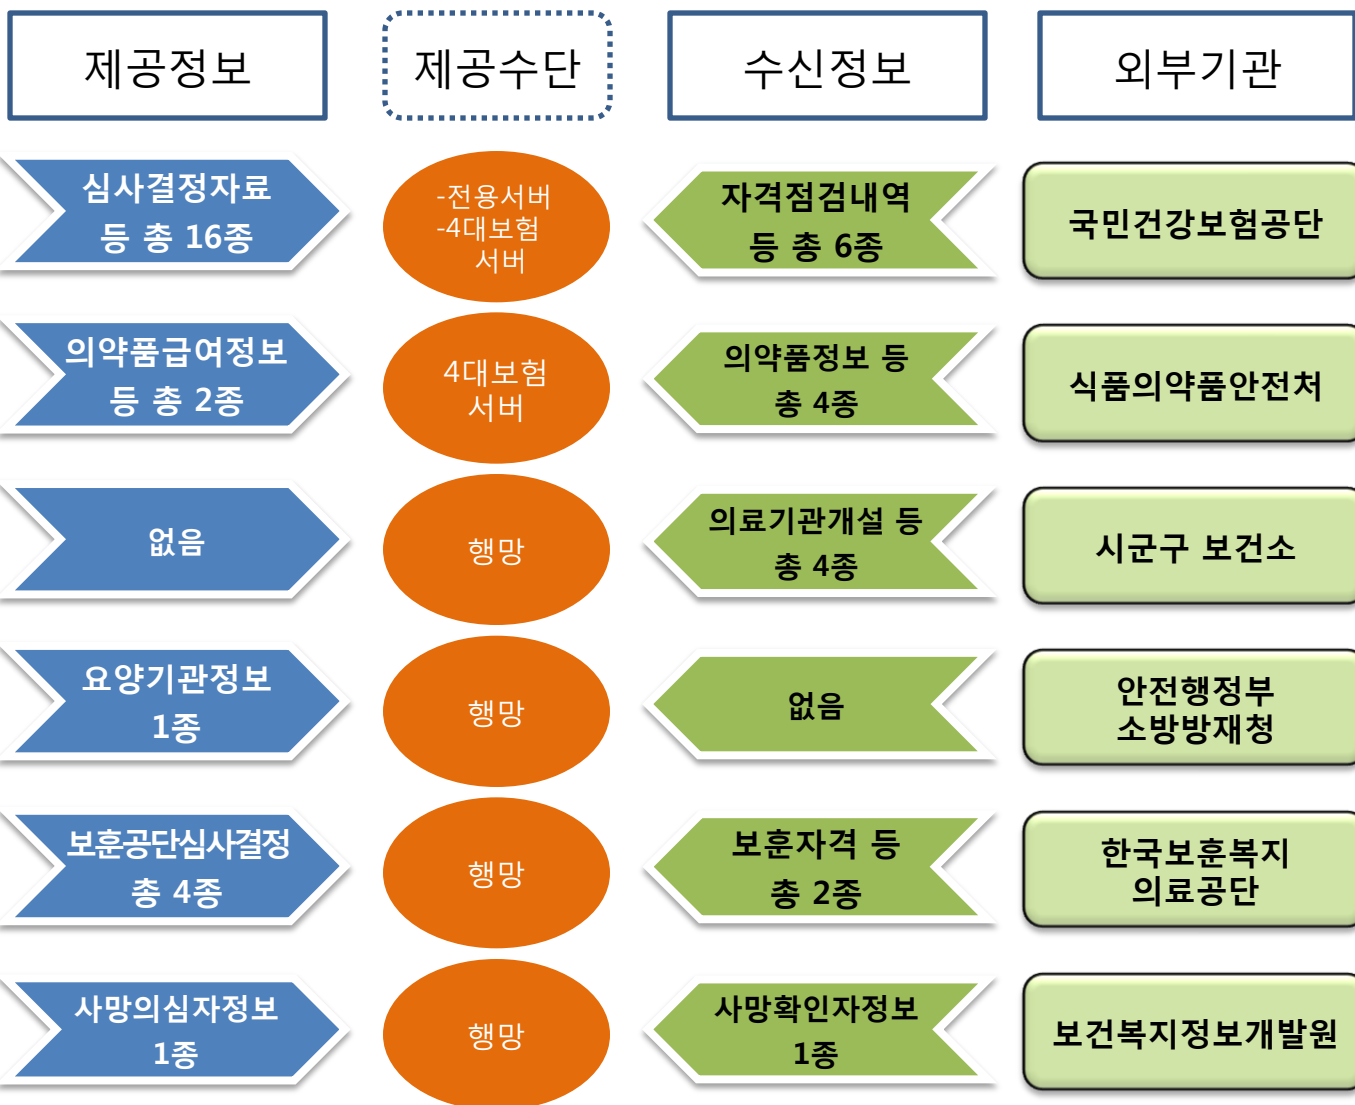 제공정보
제공수단
수신정보
외부기관
심사결정자료
등 총 16종
-전용서버
-4대보험
서버
자격점검내역
등 총 6종
국민건강보험공단
의약품급여정보
등 총 2종
4대보험
서버
의약품정보 등
총 4종
식품의약품안전처
없음
행망
의료기관개설 등
총 4종
시군구 보건소
요양기관정보
1종
행망
없음
안전행정부
소방방재청
보훈공단심사결정
총 4종
행망
보훈자격 등
총 2종
한국보훈복지
의료공단
사망의심자정보
1종
행망
사망확인자정보
1종
보건복지정보개발원